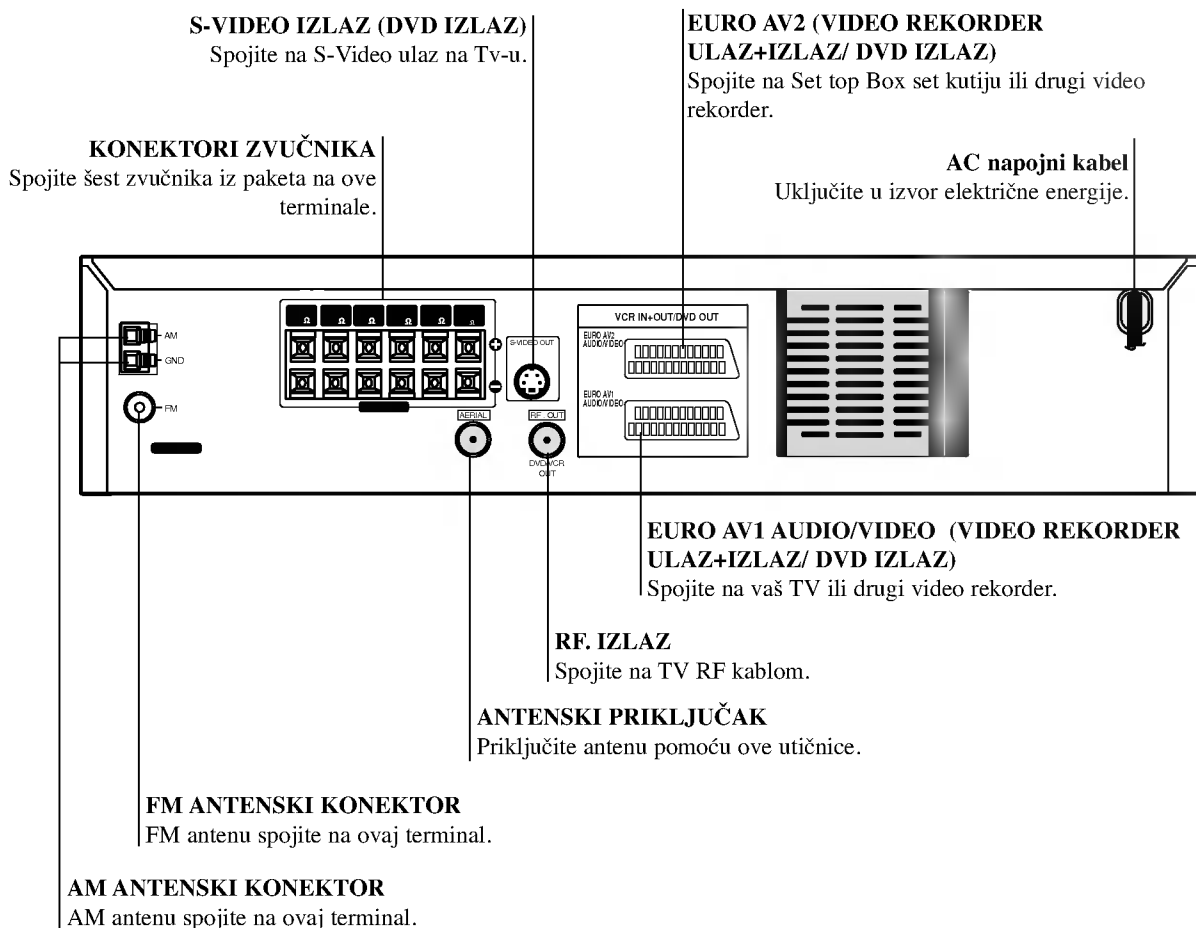 S-VIDEO IZLAZ (DVD IZLAZ)
Spojite na S-Video ulaz na Tv-u.
EURO AV2 (VIDEO REKORDER
ULAZ+IZLAZ/ DVD IZLAZ)
Spojite na Set top Box set kutiju ili drugi video
rekorder.
KONEKTORI ZVUČNIKA
Spojite šest zvučnika iz paketa na ove
terminale.
AC napojni kabel
Uključite u izvor električne energije.
AM
GND
FM
Ω Ω Ω Ω Ω Ω
S-VIDEO OUT
AERIAL
RF. OUT
DVD/VCR
OUT
VCR IN+OUT/DVD OUT
EURO AV2
AUDIO/VIDEO
EURO AV1
AUDIO/VIDEO
EURO AV1 AUDIO/VIDEO (VIDEO REKORDER
ULAZ+IZLAZ/ DVD IZLAZ)
Spojite na vaš TV ili drugi video rekorder.
RF. IZLAZ
Spojite na TV RF kablom.
ANTENSKI PRIKLJUČAK
Priključite antenu pomoću ove utičnice.
FM ANTENSKI KONEKTOR
FM antenu spojite na ovaj terminal.
AM ANTENSKI KONEKTOR
AM antenu spojite na ovaj terminal.